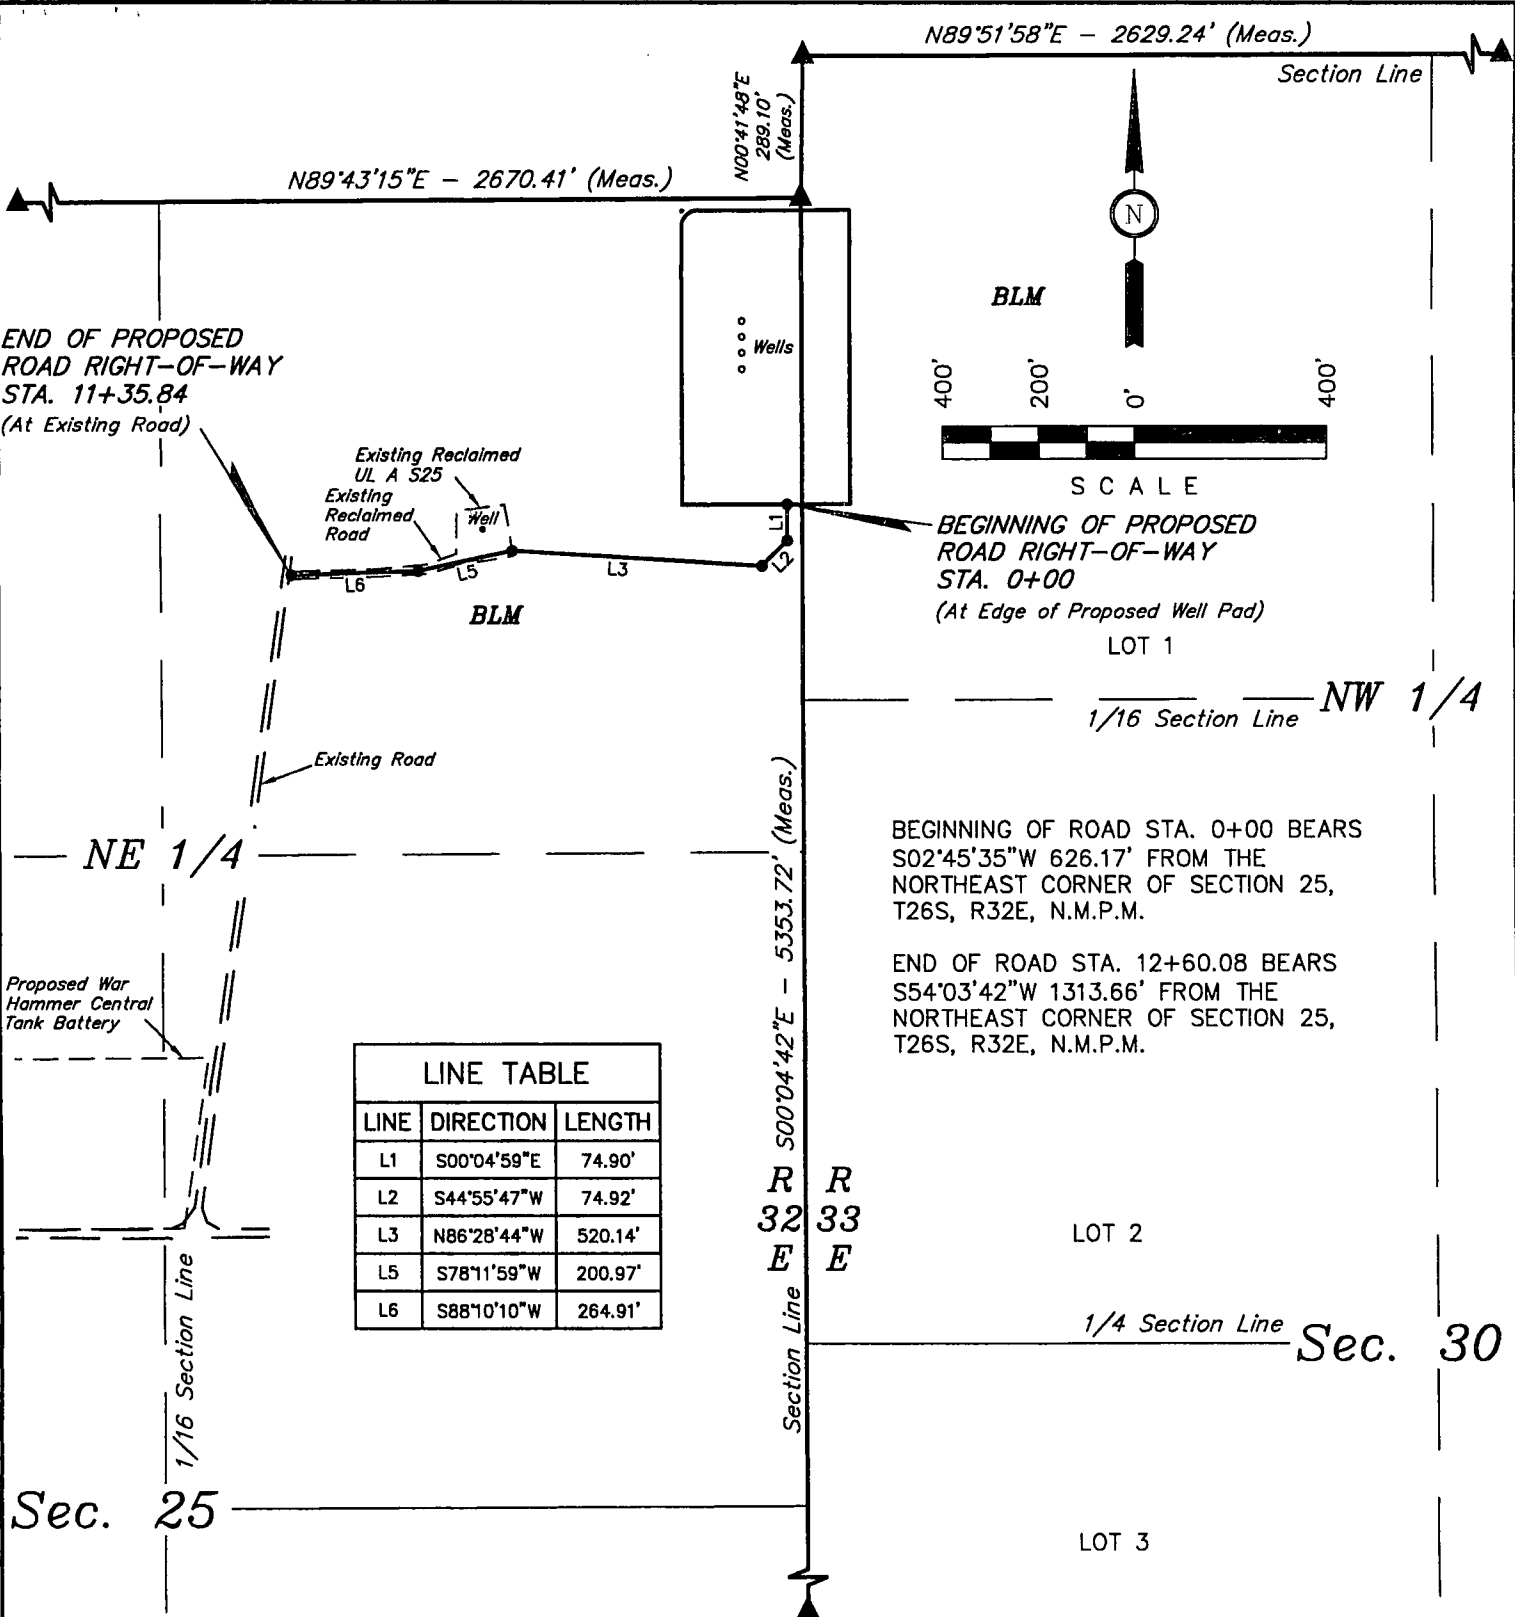 N89°51'58"E - 2629.24' (Meas.)
Section Line
N00°41'48"E
289.10'
(Meas.)
N89°43'15"E - 2670.41' (Meas.)
N
BLM
Wells
END OF PROPOSED
ROAD RIGHT-OF-WAY
STA. 11+35.84
(At Existing Road)
400'
200'
0'
400'
SCALE
Existing Reclaimed
UL A S25
Well
Existing
Reclaimed
Road
L1
L2
L3
L5
L6
BLM
BEGINNING OF PROPOSED
ROAD RIGHT-OF-WAY
STA. 0+00
(At Edge of Proposed Well Pad)
LOT 1
NW 1/4
1/16 Section Line
Existing Road
NE 1/4
S00°04'42"E - 5353.72' (Meas.)
BEGINNING OF ROAD STA. 0+00 BEARS
S02°45'35"W 626.17' FROM THE
NORTHEAST CORNER OF SECTION 25,
T26S, R32E, N.M.P.M.
END OF ROAD STA. 12+60.08 BEARS
S54°03'42"W 1313.66' FROM THE
NORTHEAST CORNER OF SECTION 25,
T26S, R32E, N.M.P.M.
Proposed War
Hammer Central
Tank Battery
LINE TABLE
LINE DIRECTION LENGTH
L1 S00°04'59"E 74.90'
L2 S44°55'47"W 74.92'
L3 N86°28'44"W 520.14'
L5 S78°11'59"W 200.97'
L6 S88°10'10"W 264.91'
R R
32 33
E E
LOT 2
Section Line
1/4 Section Line
Sec. 30
1/16 Section Line
Sec. 25
LOT 3